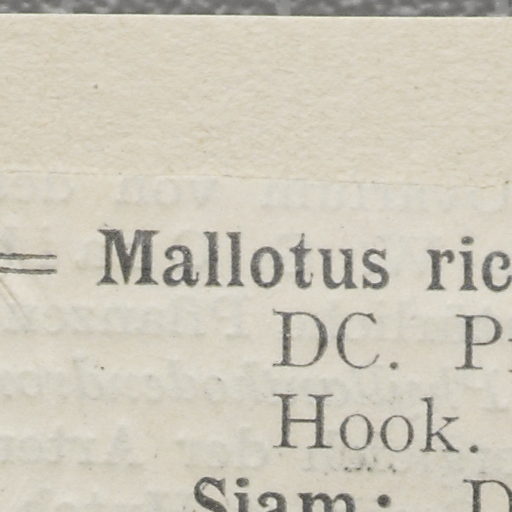 = Mallotus ric
DC. P
Hook.
Siam: D